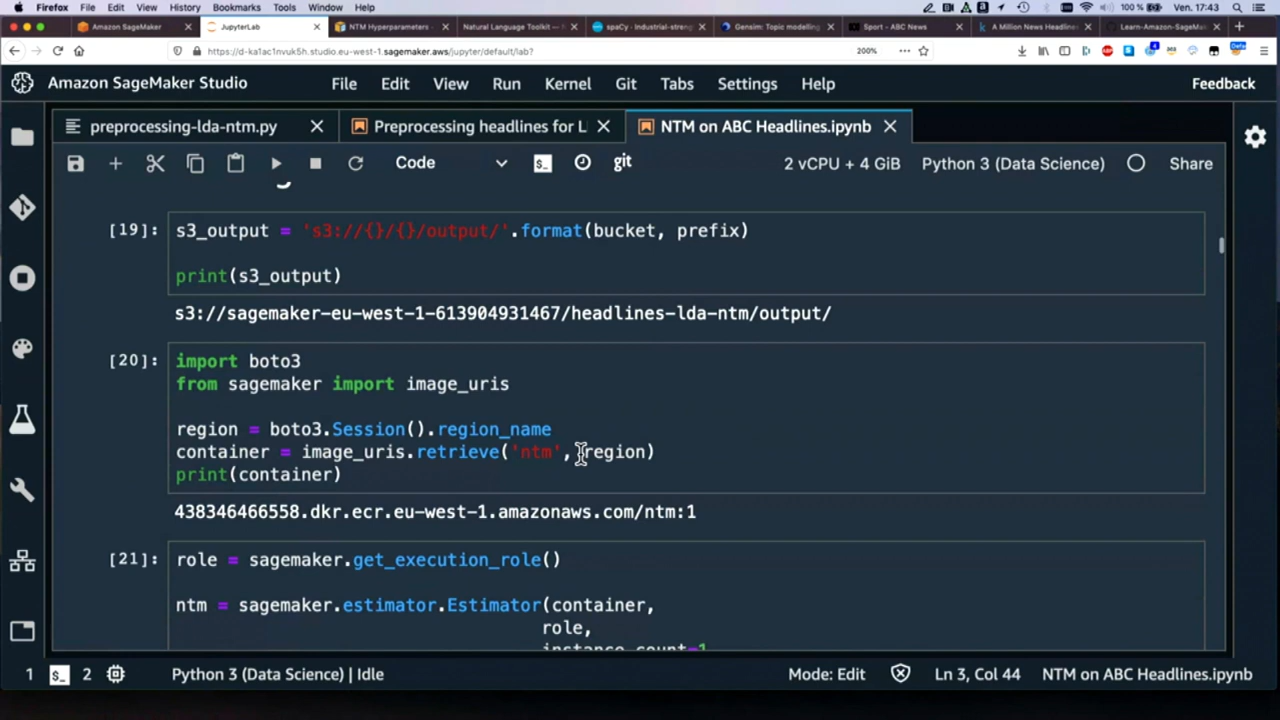 Firefox File Edit View History Bookmarks Tools Window Help 100 % Ven. 17:43
Amazon SageMaker JupyterLab NTM Hyperparameters - Natural Language Toolkit — spaCy · Industrial-streng Gensim: Topic modelling Sport - ABC News A Million News Headlines Learn-Amazon-SageMak
https://d-ka1ac1nvuk5h.studio.eu-west-1.sagemaker.aws/jupyter/default/lab? 200%
Amazon SageMaker Studio File Edit View Run Kernel Git Tabs Settings Help Feedback
preprocessing-lda-ntm.py Preprocessing headlines for L NTM on ABC Headlines.ipynb
Code git 2 vCPU + 4 GiB Python 3 (Data Science) Share
[19]: s3_output = 's3://{}/{}/output/'.format(bucket, prefix)
print(s3_output)
s3://sagemaker-eu-west-1-613904931467/headlines-lda-ntm/output/
[20]: import boto3
from sagemaker import image_uris
region = boto3.Session().region_name
container = image_uris.retrieve('ntm', region)
print(container)
438346466558.dkr.ecr.eu-west-1.amazonaws.com/ntm:1
[21]: role = sagemaker.get_execution_role()
ntm = sagemaker.estimator.Estimator(container,
role,
instance_count=1
1 2 Python 3 (Data Science) | Idle Mode: Edit Ln 3, Col 44 NTM on ABC Headlines.ipynb